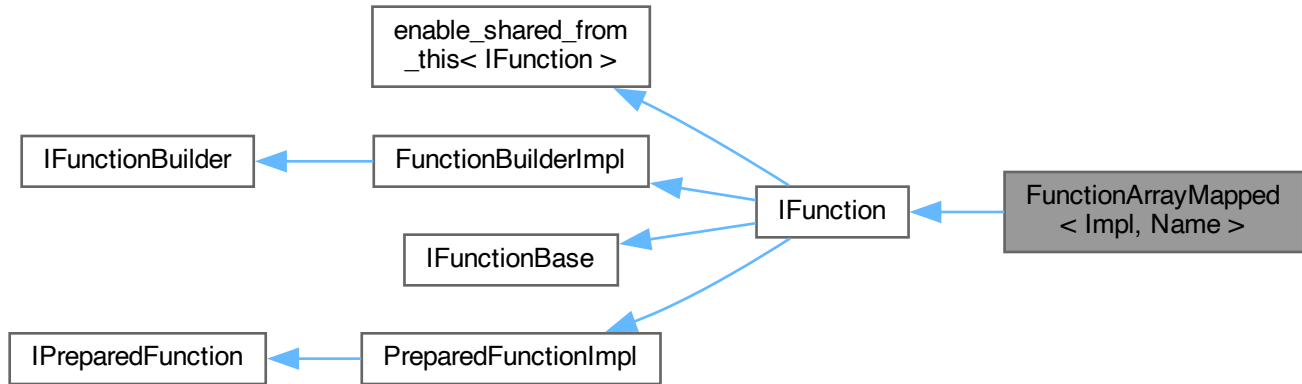 enable_shared_from
_this< IFunction >
IFunctionBuilder
FunctionBuilderImpl
IFunction
FunctionArrayMapped
< Impl, Name >
IFunctionBase
IPreparedFunction
PreparedFunctionImpl